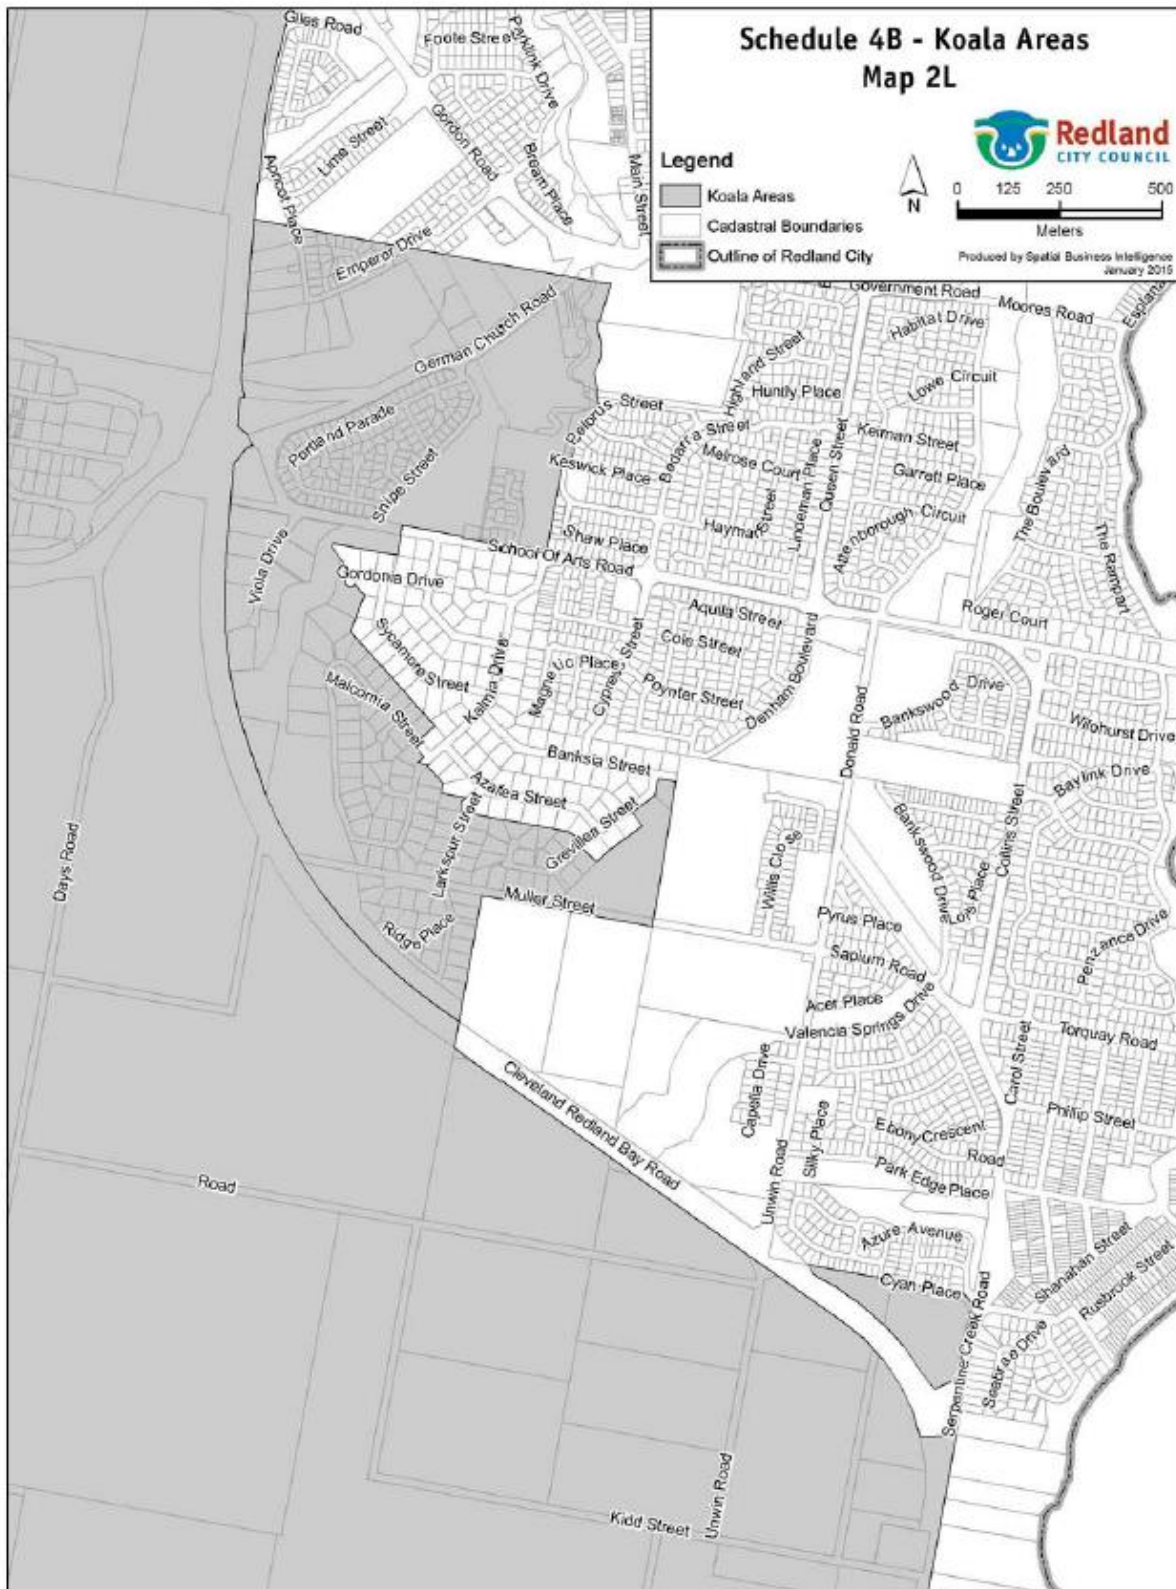 Schedule 4B - Koala Areas
Map 2L
Redland
CITY COUNCIL
Legend
Koala Areas
Cadastral Boundaries
Outline of Redland City
N
0 125 250 500
Meters
Produced by Spatial Business Intelligence
January 2015
Giles Road
Foote Street
Parklink Drive
Lime Street
Gordon Road
Bream Place
Main Street
Apricot Place
Emperor Drive
German Church Road
Government Road
Moores Road
Habitat Drive
Highland Street
Huntly Place
Lowe Circuit
Portland Parade
Pelorus Street
Bedarra Street
Kerman Street
Snipe Street
Keswick Place
Melrose Court
Lindeman Place
Queen Street
Garrett Place
The Boulevard
Hayman Street
Attenborough Circuit
The Rampart
Viola Drive
Shaw Place
School Of Arts Road
Gordonia Drive
Aquila Street
Roger Court
Sycamore Street
Kalmia Drive
Magnetic Place
Cypress Street
Cole Street
Poynter Street
Denham Boulevard
Donald Road
Bankswood Drive
Malcomia Street
Banksia Street
Wilohurst Drive
Azalea Street
Baylink Drive
Days Road
Larkspur Street
Grevillea Street
Willis Close
Bankswood Drive
Collins Street
Lois Place
Muller Street
Ridge Place
Pyrus Place
Penzance Drive
Sapium Road
Acer Place
Valencia Springs Drive
Torquay Road
Carol Street
Cleveland Redland Bay Road
Capella Drive
Silky Place
Ebony Crescent
Phillip Street
Road
Park Edge Place
Unwin Road
Road
Azure Avenue
Shanahan Street
Cyan Place
Rusbrook Street
Serpentine Creek Road
Seabrae Drive
Kidd Street
Unwin Road